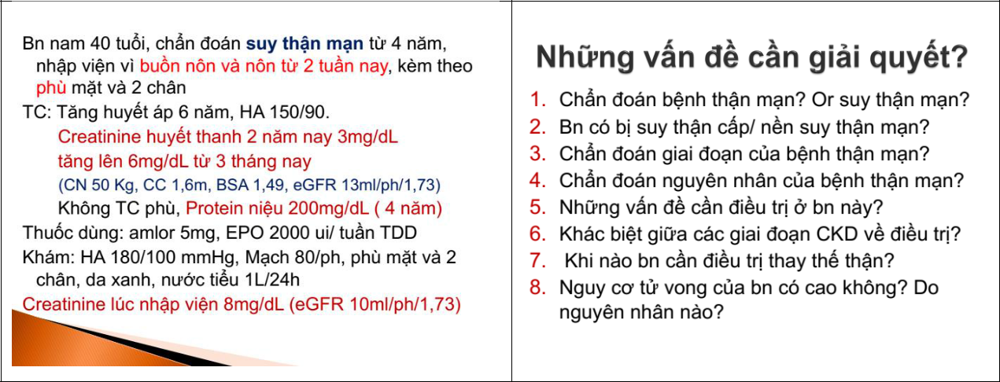 Bn nam 40 tuổi, chẩn đoán suy thận mạn từ 4 năm,
nhập viện vì buồn nôn và nôn từ 2 tuần nay, kèm theo
phù mặt và 2 chân
TC: Tăng huyết áp 6 năm, HA 150/90.
Creatinine huyết thanh 2 năm nay 3mg/dL
tăng lên 6mg/dL từ 3 tháng nay
(CN 50 Kg, CC 1,6m, BSA 1,49, eGFR 13ml/ph/1,73)
Không TC phù, Protein niệu 200mg/dL ( 4 năm)
Thuốc dùng: amlor 5mg, EPO 2000 ui/ tuần TDD
Khám: HA 180/100 mmHg, Mạch 80/ph, phù mặt và 2
chân, da xanh, nước tiểu 1L/24h
Creatinine lúc nhập viện 8mg/dL (eGFR 10ml/ph/1,73)
Những vấn đề cần giải quyết?
1. Chẩn đoán bệnh thận mạn? Or suy thận mạn?
2. Bn có bị suy thận cấp/ nền suy thận mạn?
3. Chẩn đoán giai đoạn của bệnh thận mạn?
4. Chẩn đoán nguyên nhân của bệnh thận mạn?
5. Những vấn đề cần điều trị ở bn này?
6. Khác biệt giữa các giai đoạn CKD về điều trị?
7. Khi nào bn cần điều trị thay thế thận?
8. Nguy cơ tử vong của bn có cao không? Do
nguyên nhân nào?